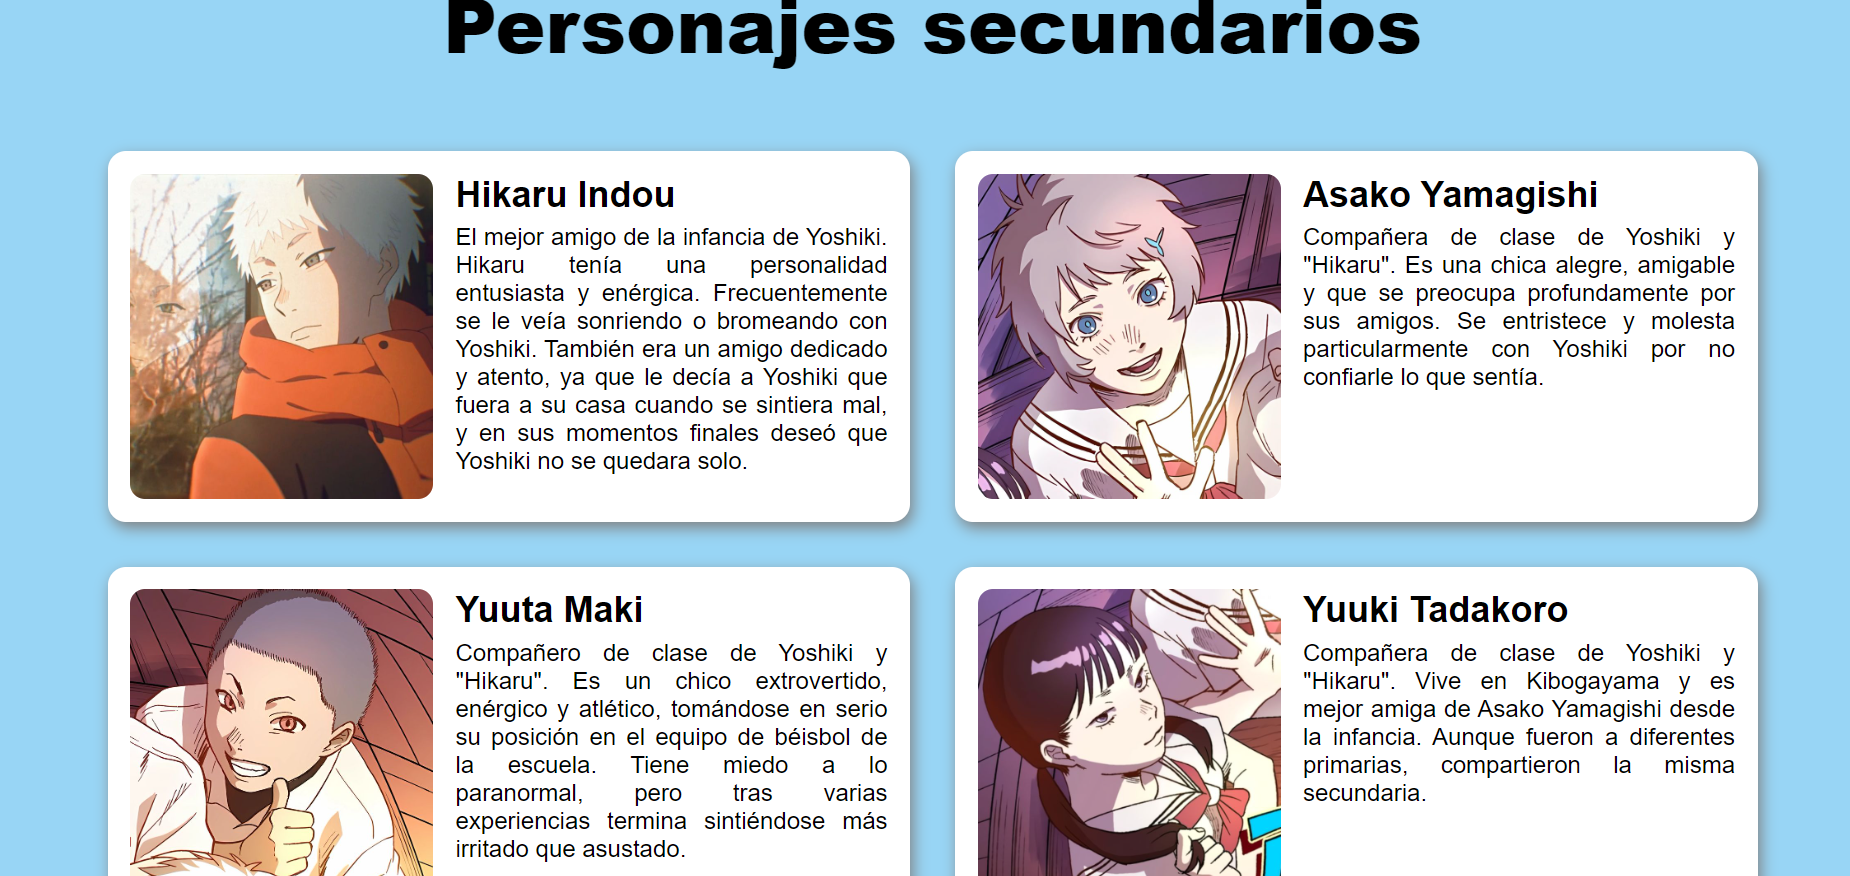 Personajes secundarios
Hikaru Indou
El mejor amigo de la infancia de Yoshiki.
Hikaru tenía una personalidad
entusiasta y enérgica. Frecuentemente
se le veía sonriendo o bromeando con
Yoshiki. También era un amigo dedicado
y atento, ya que le decía a Yoshiki que
fuera a su casa cuando se sintiera mal,
y en sus momentos finales deseó que
Yoshiki no se quedara solo.
Asako Yamagishi
Compañera de clase de Yoshiki y
"Hikaru". Es una chica alegre, amigable
y que se preocupa profundamente por
sus amigos. Se entristece y molesta
particularmente con Yoshiki por no
confiarle lo que sentía.
Yuuta Maki
Compañero de clase de Yoshiki y
"Hikaru". Es un chico extrovertido,
enérgico y atlético, tomándose en serio
su posición en el equipo de béisbol de
la escuela. Tiene miedo a lo
paranormal, pero tras varias
experiencias termina sintiéndose más
irritado que asustado.
Yuuki Tadakoro
Compañera de clase de Yoshiki y
"Hikaru". Vive en Kibogayama y es
mejor amiga de Asako Yamagishi desde
la infancia. Aunque fueron a diferentes
primarias, compartieron la misma
secundaria.